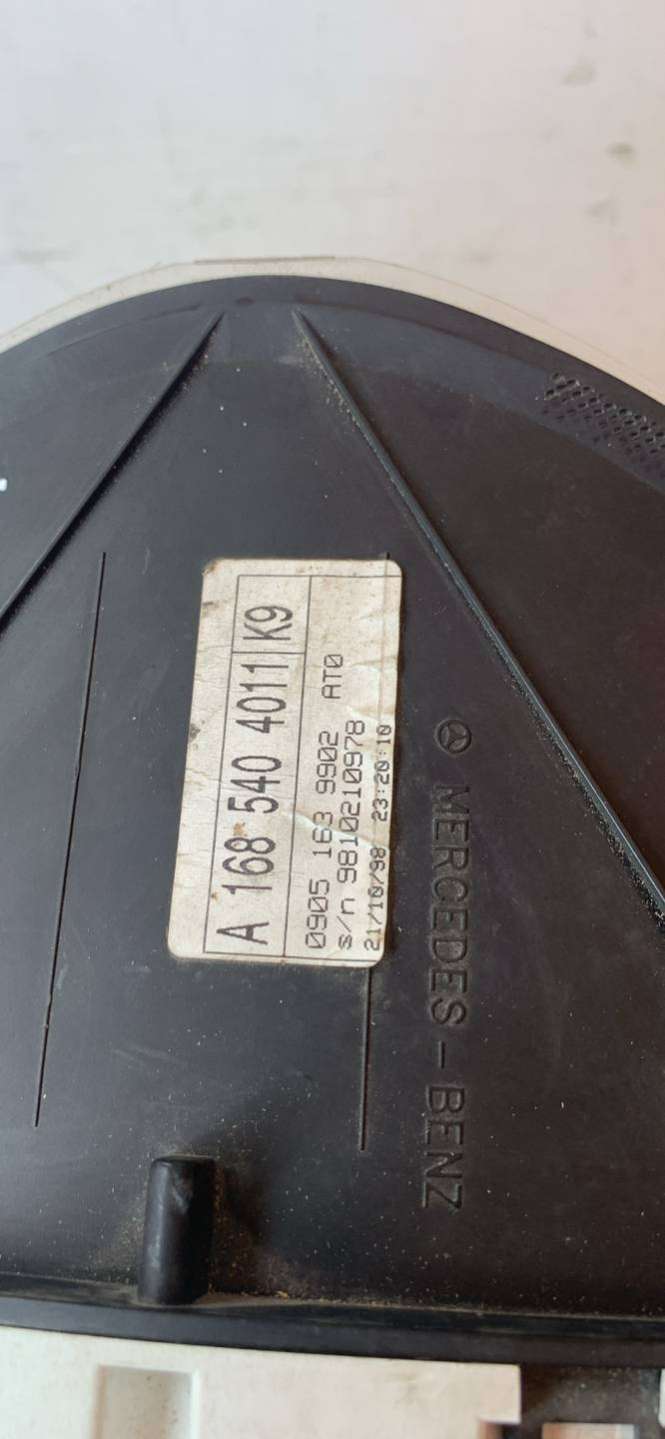 A 168 540 4011 K9
0905 163 9902 AT0
s/n 9810210978
21/10/98 23:20:10
MERCEDES - BENZ